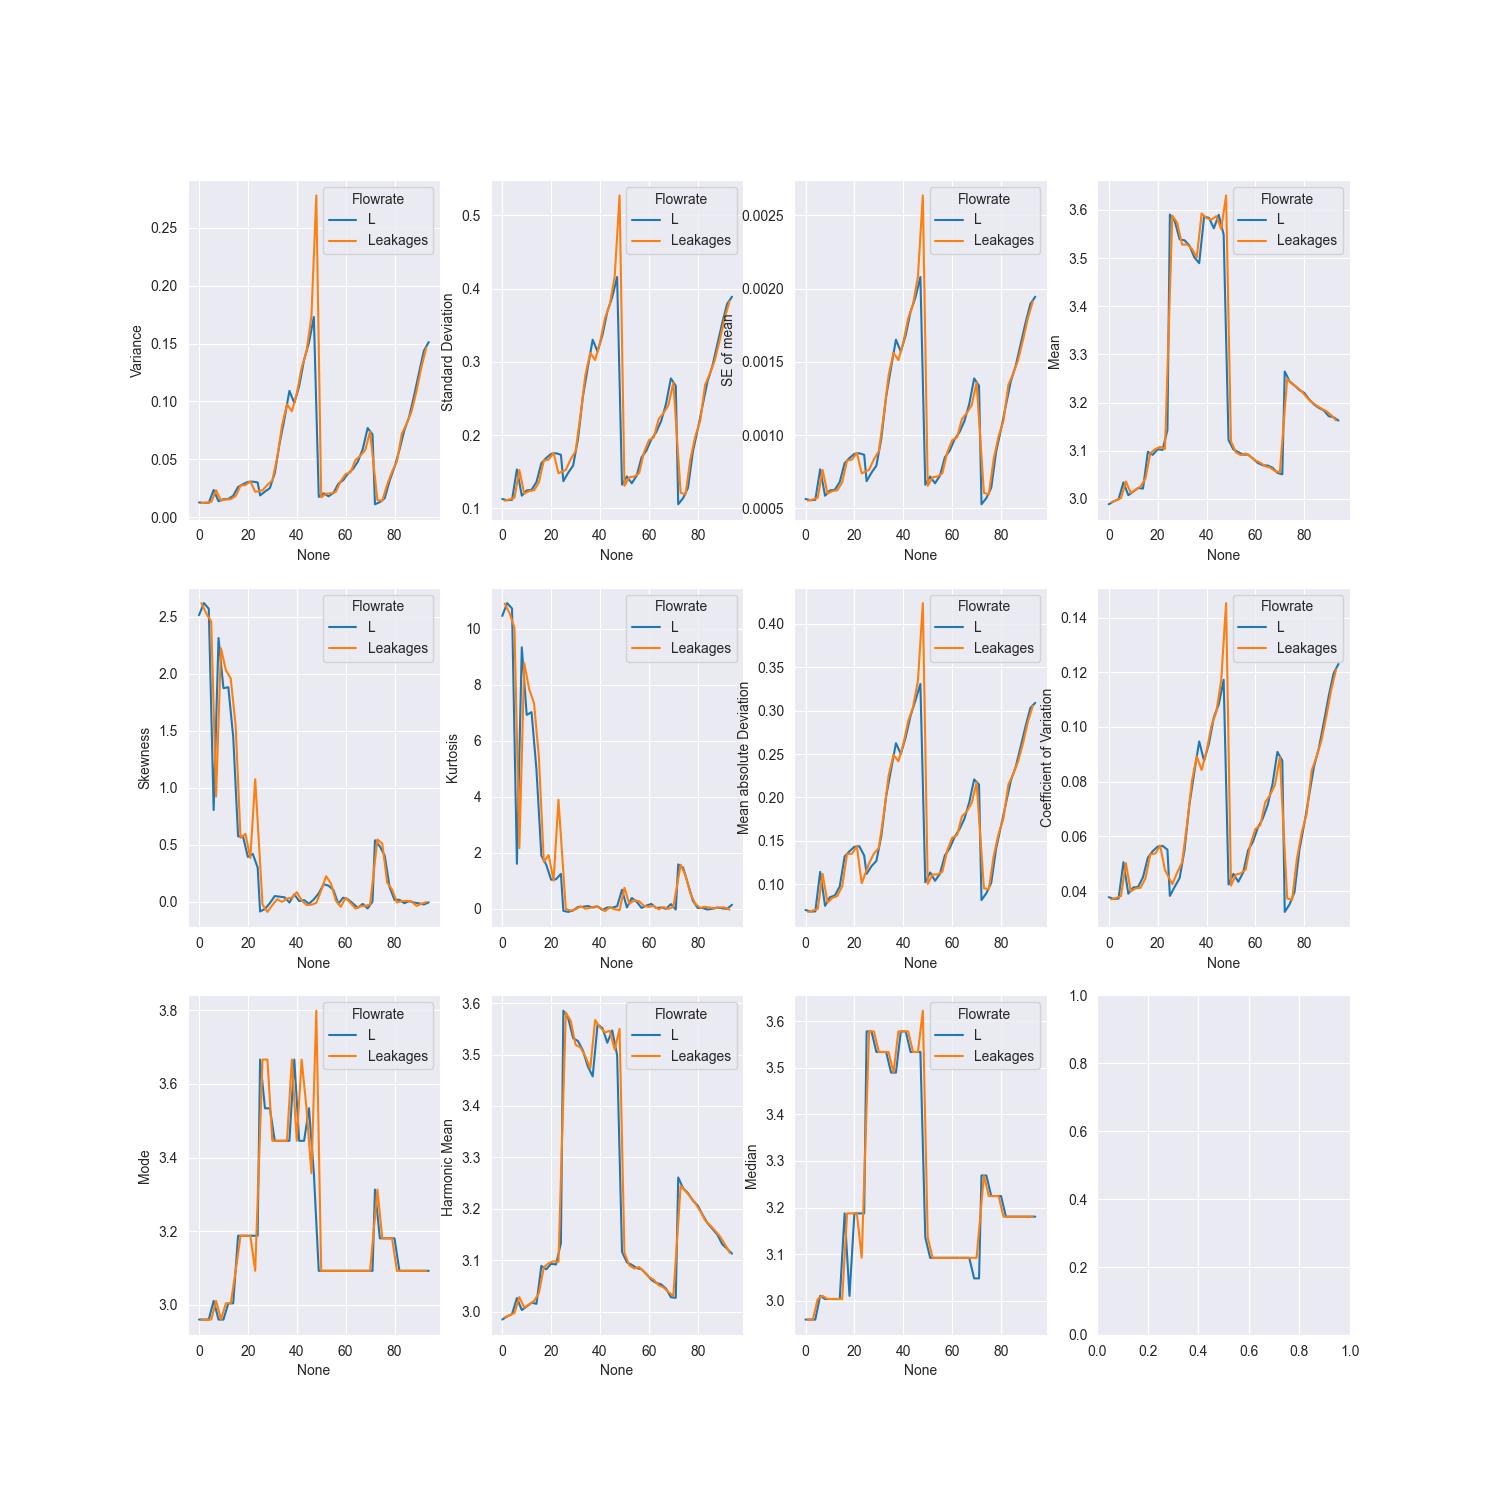 Variance
0.25
0.20
0.15
0.10
0.05
0.00
0 20 40 60 80
None
Flowrate
L
Leakages
Standard Deviation
0.5
0.4
0.3
0.2
0.1
0 20 40 60 80
None
Flowrate
L
Leakages
SE of mean
0.0025
0.0020
0.0015
0.0010
0.0005
0 20 40 60 80
None
Flowrate
L
Leakages
Mean
3.6
3.5
3.4
3.3
3.2
3.1
3.0
0 20 40 60 80
None
Flowrate
L
Leakages
Skewness
2.5
2.0
1.5
1.0
0.5
0.0
0 20 40 60 80
None
Flowrate
L
Leakages
Kurtosis
10
8
6
4
2
0
0 20 40 60 80
None
Flowrate
L
Leakages
Mean absolute Deviation
0.40
0.35
0.30
0.25
0.20
0.15
0.10
0 20 40 60 80
None
Flowrate
L
Leakages
Coefficient of Variation
0.14
0.12
0.10
0.08
0.06
0.04
0 20 40 60 80
None
Flowrate
L
Leakages
Mode
3.8
3.6
3.4
3.2
3.0
0 20 40 60 80
None
Flowrate
L
Leakages
Harmonic Mean
3.6
3.5
3.4
3.3
3.2
3.1
3.0
0 20 40 60 80
None
Flowrate
L
Leakages
Median
3.6
3.5
3.4
3.3
3.2
3.1
3.0
0 20 40 60 80
None
Flowrate
L
Leakages
1.0
0.8
0.6
0.4
0.2
0.0
0.0 0.2 0.4 0.6 0.8 1.0